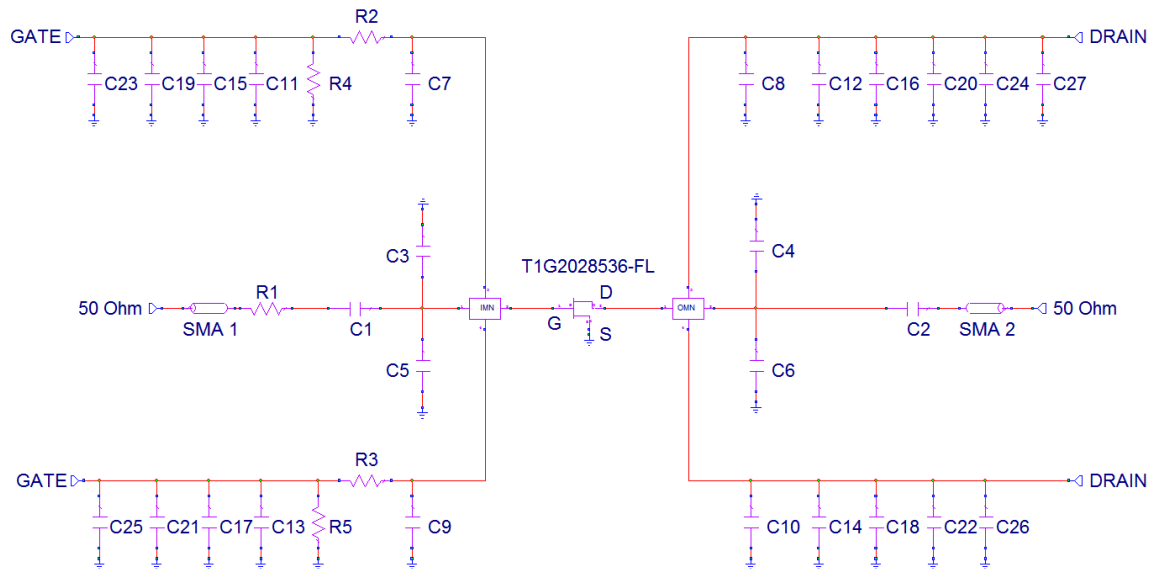 R2
GATE
DRAIN
C23 C19 C15 C11 R4 C7 C8 C12 C16 C20 C24 C27
C3 C4
T1G2028536-FL
50 Ohm R1 IMN D OMN 50 Ohm
SMA 1 C1 G S C2 SMA 2
C5 C6
R3
GATE
DRAIN
C25 C21 C17 C13 R5 C9 C10 C14 C18 C22 C26